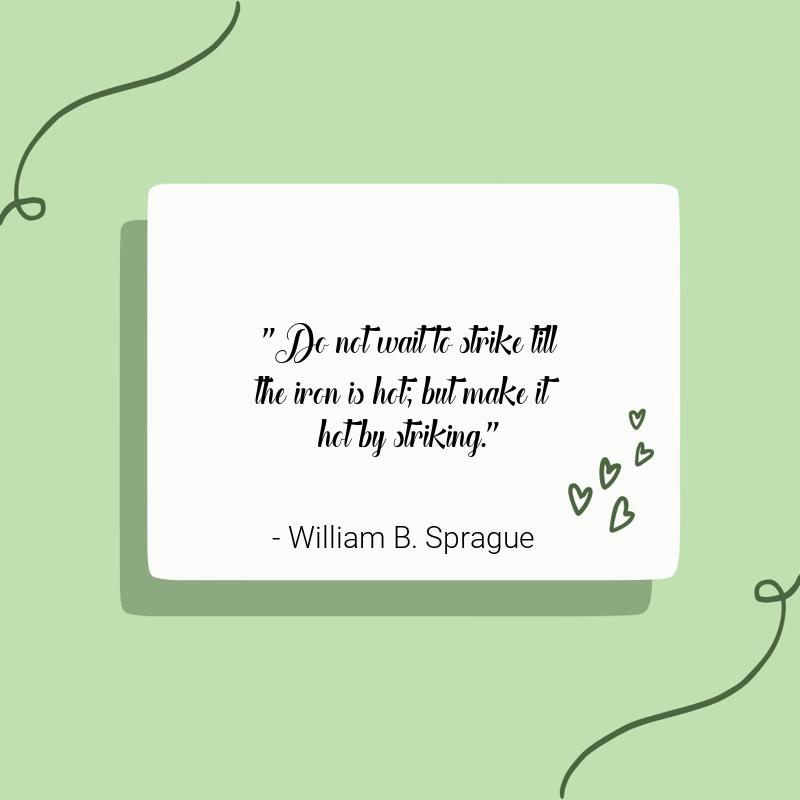 " Do not wait to strike till
the iron is hot; but make it
hot by striking."
- William B. Sprague